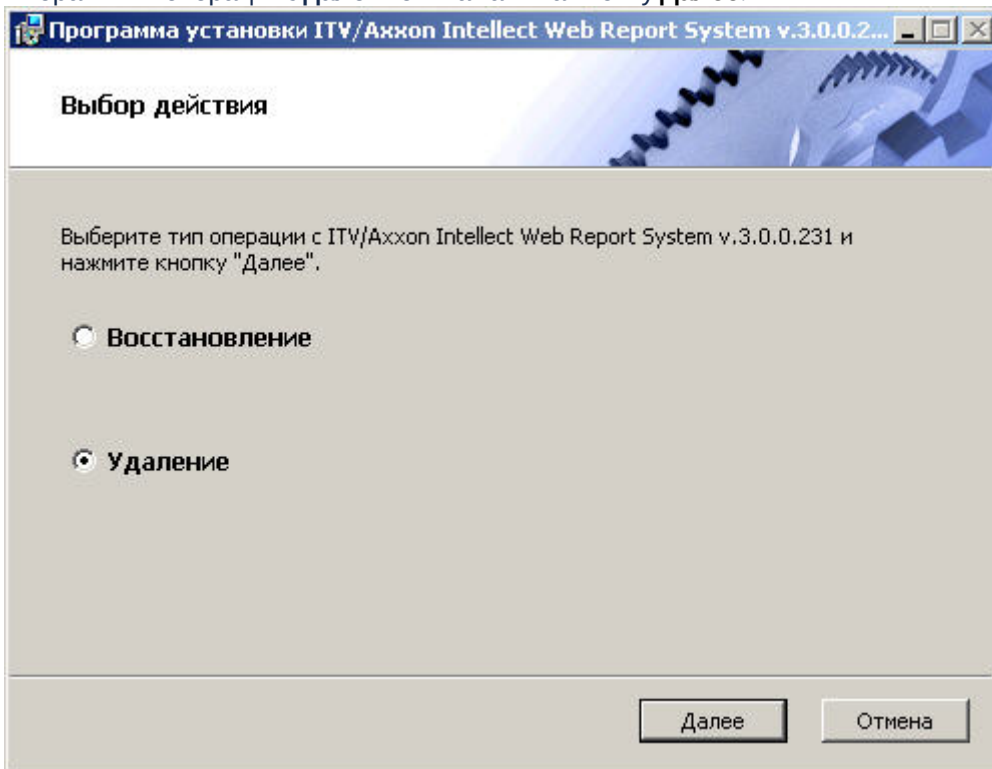 Программа установки ITV/Axxon Intellect Web Report System v.3.0.0.2...
Выбор действия
Выберите тип операции с ITV/Axxon Intellect Web Report System v.3.0.0.231 и
нажмите кнопку "Далее".
Восстановление
Удаление
Далее
Отмена